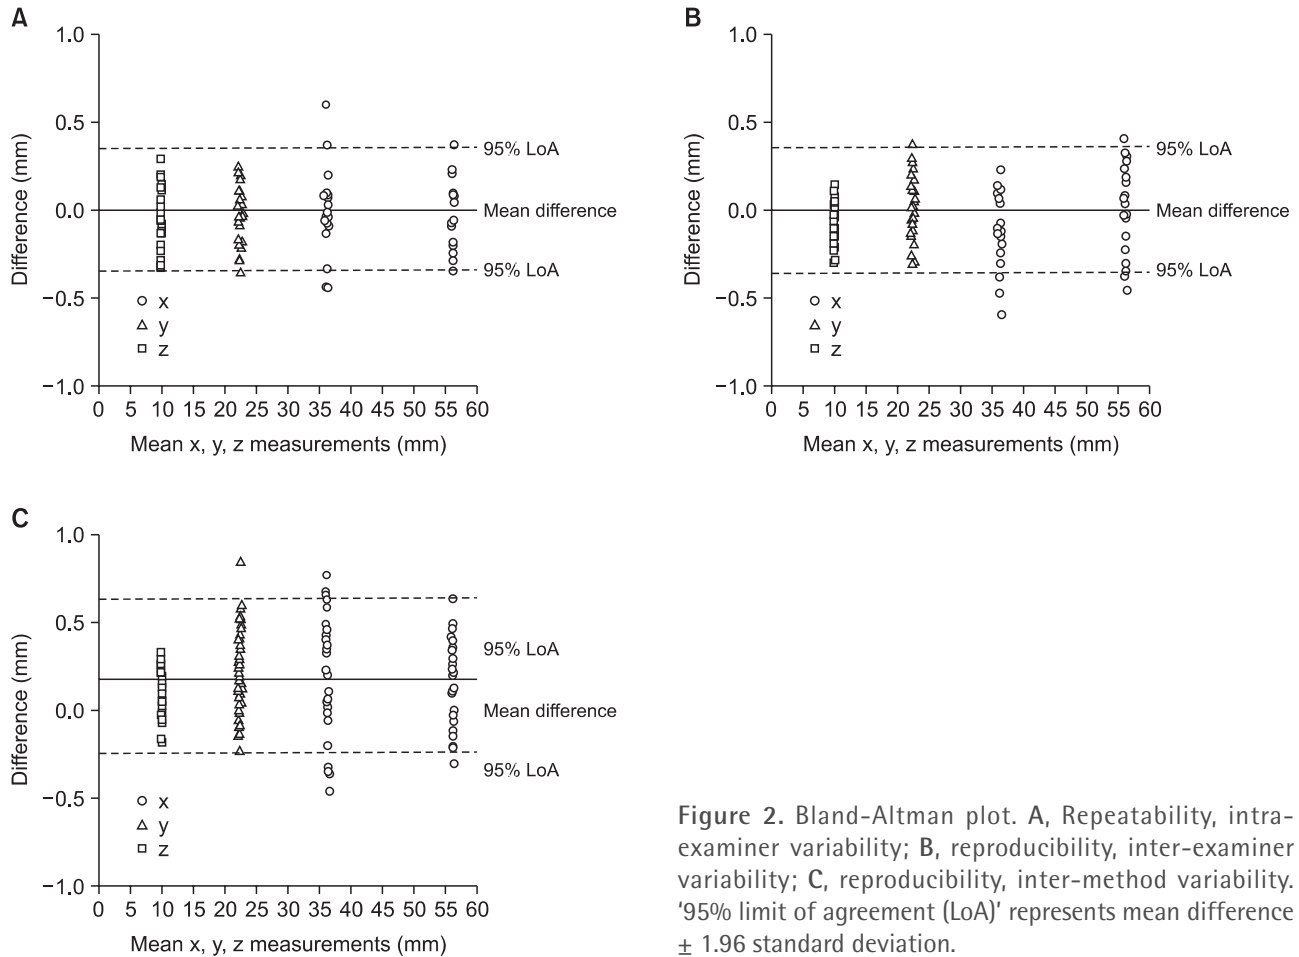 A
1.0
0.5
0.0
−0.5
−1.0
Difference (mm)
95% LoA
Mean difference
95% LoA
x
y
z
0 5 10 15 20 25 30 35 40 45 50 55 60
Mean x, y, z measurements (mm)
B
1.0
0.5
0.0
−0.5
−1.0
Difference (mm)
95% LoA
Mean difference
95% LoA
x
y
z
0 5 10 15 20 25 30 35 40 45 50 55 60
Mean x, y, z measurements (mm)
C
1.0
0.5
0.0
−0.5
−1.0
Difference (mm)
95% LoA
Mean difference
95% LoA
x
y
z
0 5 10 15 20 25 30 35 40 45 50 55 60
Mean x, y, z measurements (mm)
Figure 2. Bland-Altman plot. A, Repeatability, intra-
examiner variability; B, reproducibility, inter-examiner
variability; C, reproducibility, inter-method variability.
‘95% limit of agreement (LoA)’ represents mean difference
± 1.96 standard deviation.